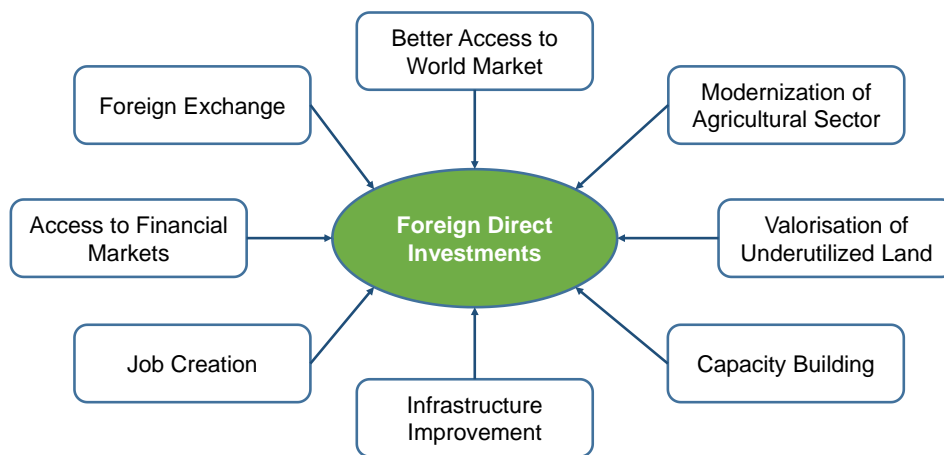 Better Access to
World Market
Foreign Exchange
Modernization of
Agricultural Sector
Access to Financial
Markets
Foreign Direct
Investments
Valorisation of
Underutilized Land
Job Creation
Capacity Building
Infrastructure
Improvement